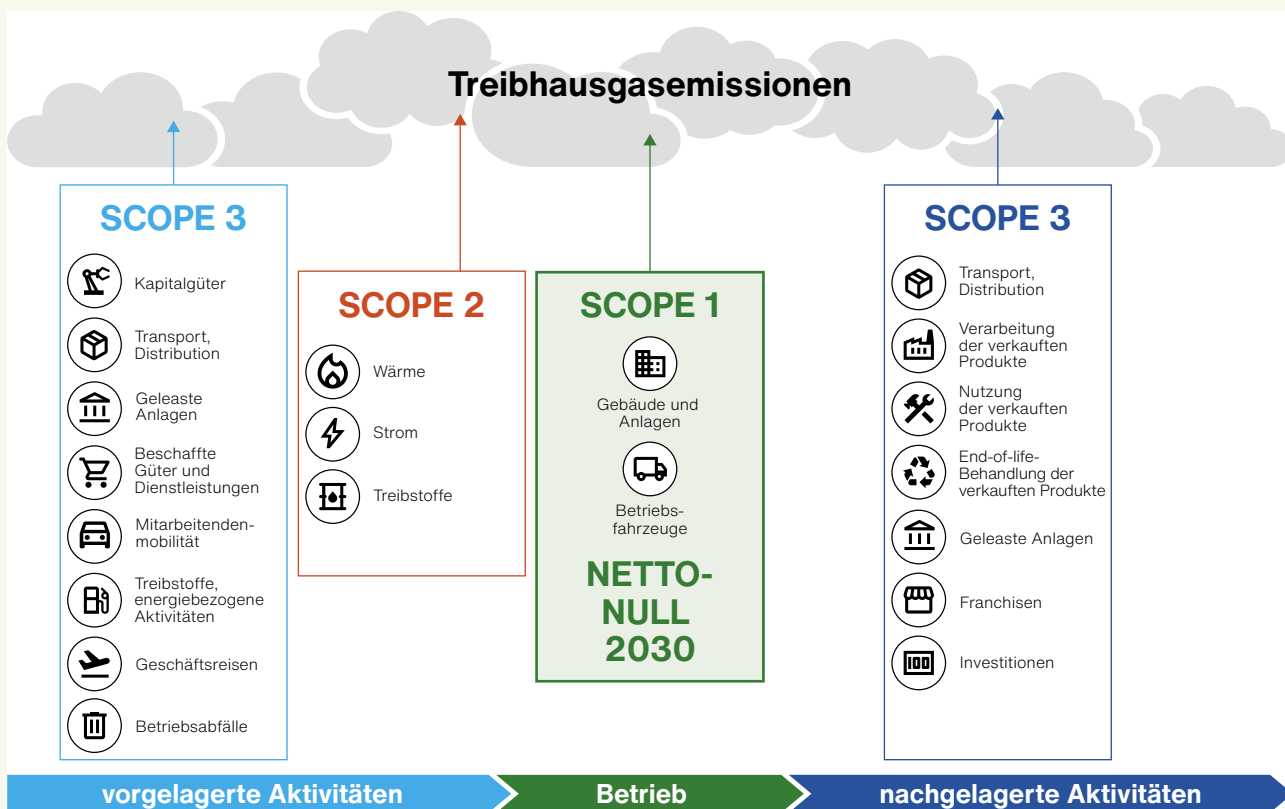 Treibhausgasemissionen
SCOPE 3
Kapitalgüter
Transport,
Distribution
Geleaste
Anlagen
Beschaffte
Güter und
Dienstleistungen
Mitarbeitenden-
mobilität
Treibstoffe,
energiebezogene
Aktivitäten
Geschäftsreisen
Betriebsabfälle
SCOPE 2
Wärme
Strom
Treibstoffe
SCOPE 1
Gebäude und
Anlagen
Betriebs-
fahrzeuge
NETTO-
NULL
2030
SCOPE 3
Transport,
Distribution
Verarbeitung
der verkauften
Produkte
Nutzung
der verkauften
Produkte
End-of-life-
Behandlung der
verkauften Produkte
Geleaste Anlagen
Franchisen
100
Investitionen
vorgelagerte Aktivitäten
Betrieb
nachgelagerte Aktivitäten